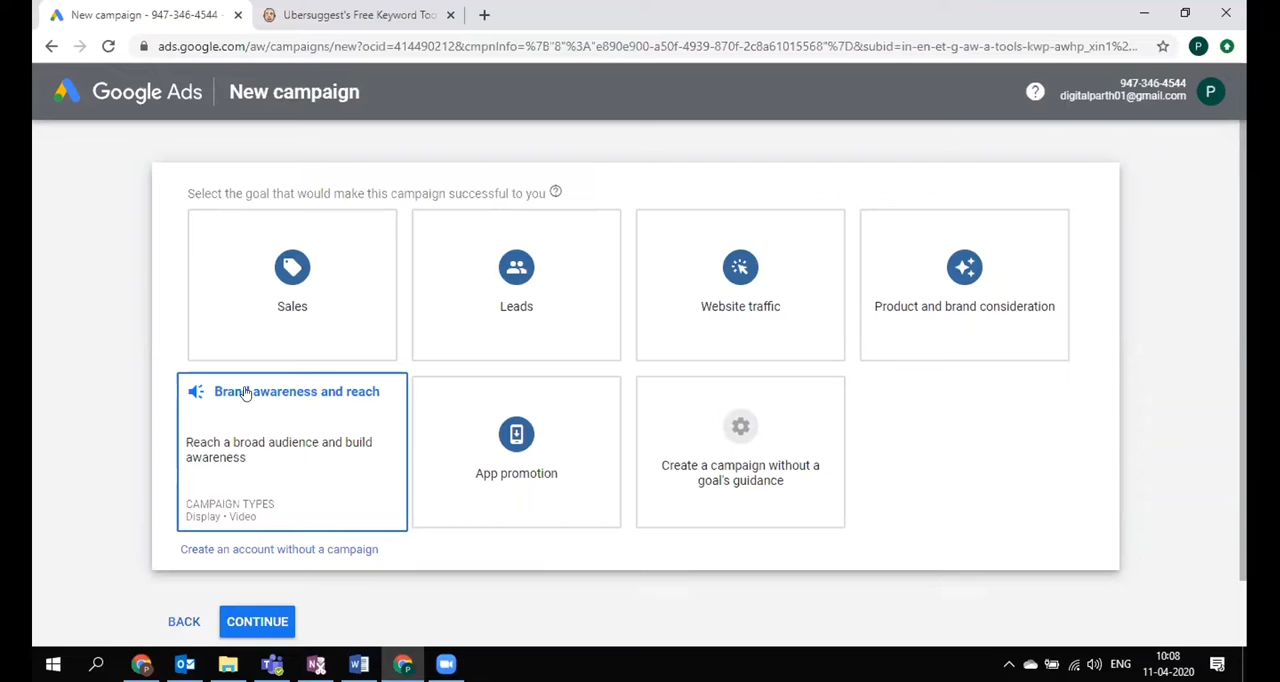 New campaign - 947-346-4544
Ubersuggest's Free Keyword Too
ads.google.com/aw/campaigns/new?ocid=414490212&cmpnInfo=%7B"8"%3A"e890e900-a50f-4939-870f-2c8a61015568"%7D&subid=in-en-et-g-aw-a-tools-kwp-awhp_xin1%2...
P
Google Ads
New campaign
?
947-346-4544
digitalparth01@gmail.com
P
Select the goal that would make this campaign successful to you
Sales
Leads
Website traffic
Product and brand consideration
Brand awareness and reach
Reach a broad audience and build
awareness
CAMPAIGN TYPES
Display • Video
App promotion
Create a campaign without a
goal's guidance
Create an account without a campaign
BACK
CONTINUE
ENG
10:08
11-04-2020